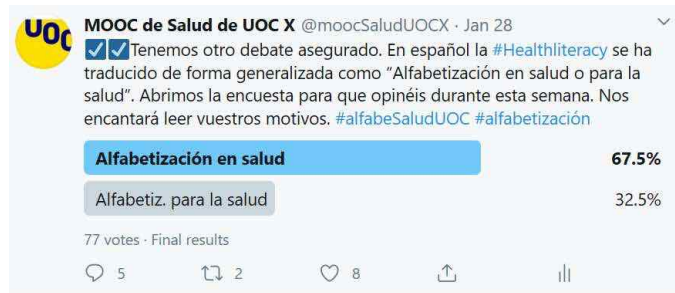 UOC
MOOC de Salud de UOC X @moocSaludUOCX · Jan 28
☑☑Tenemos otro debate asegurado. En español la #Healthliteracy se ha
traducido de forma generalizada como “Alfabetización en salud o para la
salud”. Abrimos la encuesta para que opinéis durante esta semana. Nos
encantará leer vuestros motivos. #alfabeSaludUOC #alfabetización
Alfabetización en salud 67.5%
Alfabetiz. para la salud 32.5%
77 votes · Final results
5 2 8